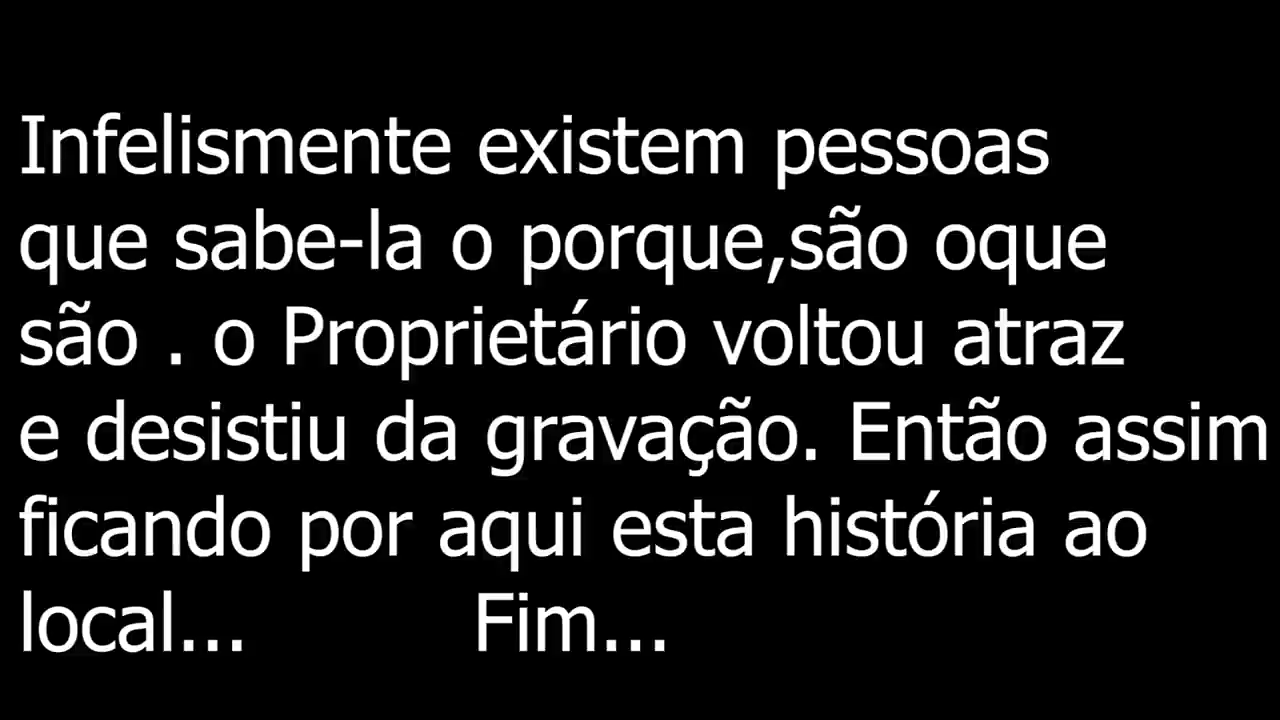 Infelismente existem pessoas
que sabe-la o porque,são oque
são . o Proprietário voltou atraz
e desistiu da gravação. Então assim
ficando por aqui esta história ao
local... Fim...